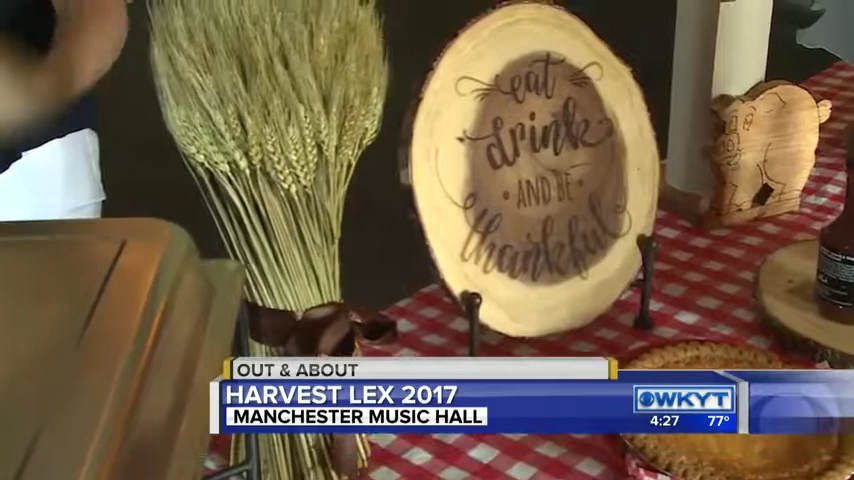 eat
drink
AND BE
thankful
OUT & ABOUT
HARVEST LEX 2017
MANCHESTER MUSIC HALL
WKYT
4:27 77°